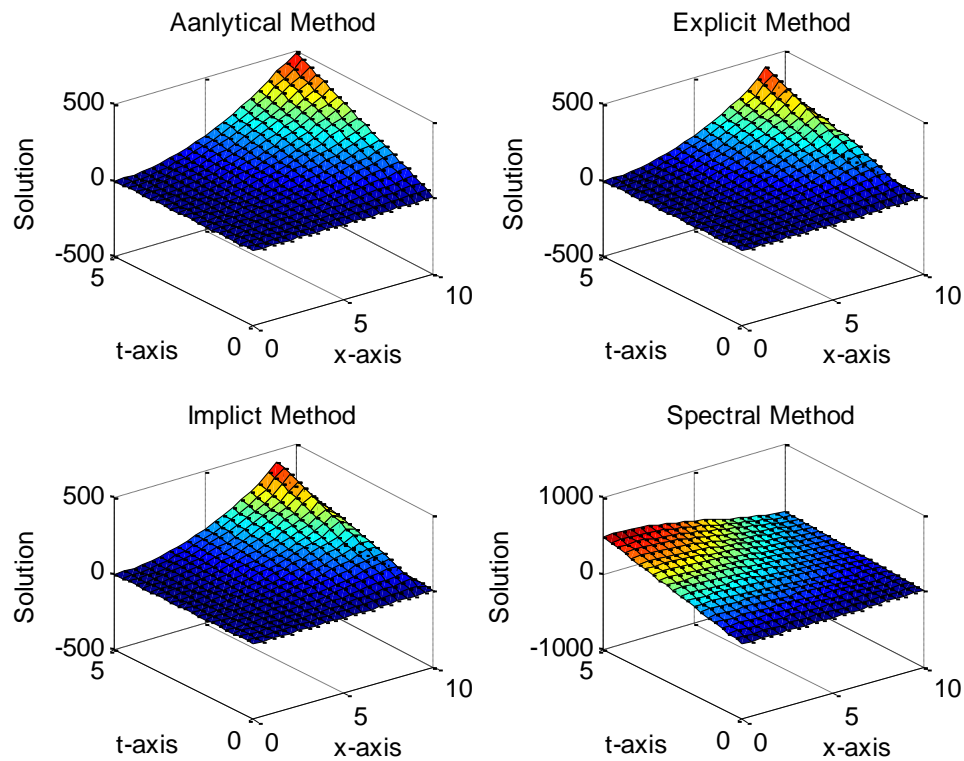 Aanlytical Method
500
0
-500
Solution
5
0
t-axis
0
5
10
x-axis
Explicit Method
500
0
-500
Solution
5
0
t-axis
0
5
10
x-axis
Implict Method
500
0
-500
Solution
5
0
t-axis
0
5
10
x-axis
Spectral Method
1000
0
-1000
Solution
5
0
t-axis
0
5
10
x-axis